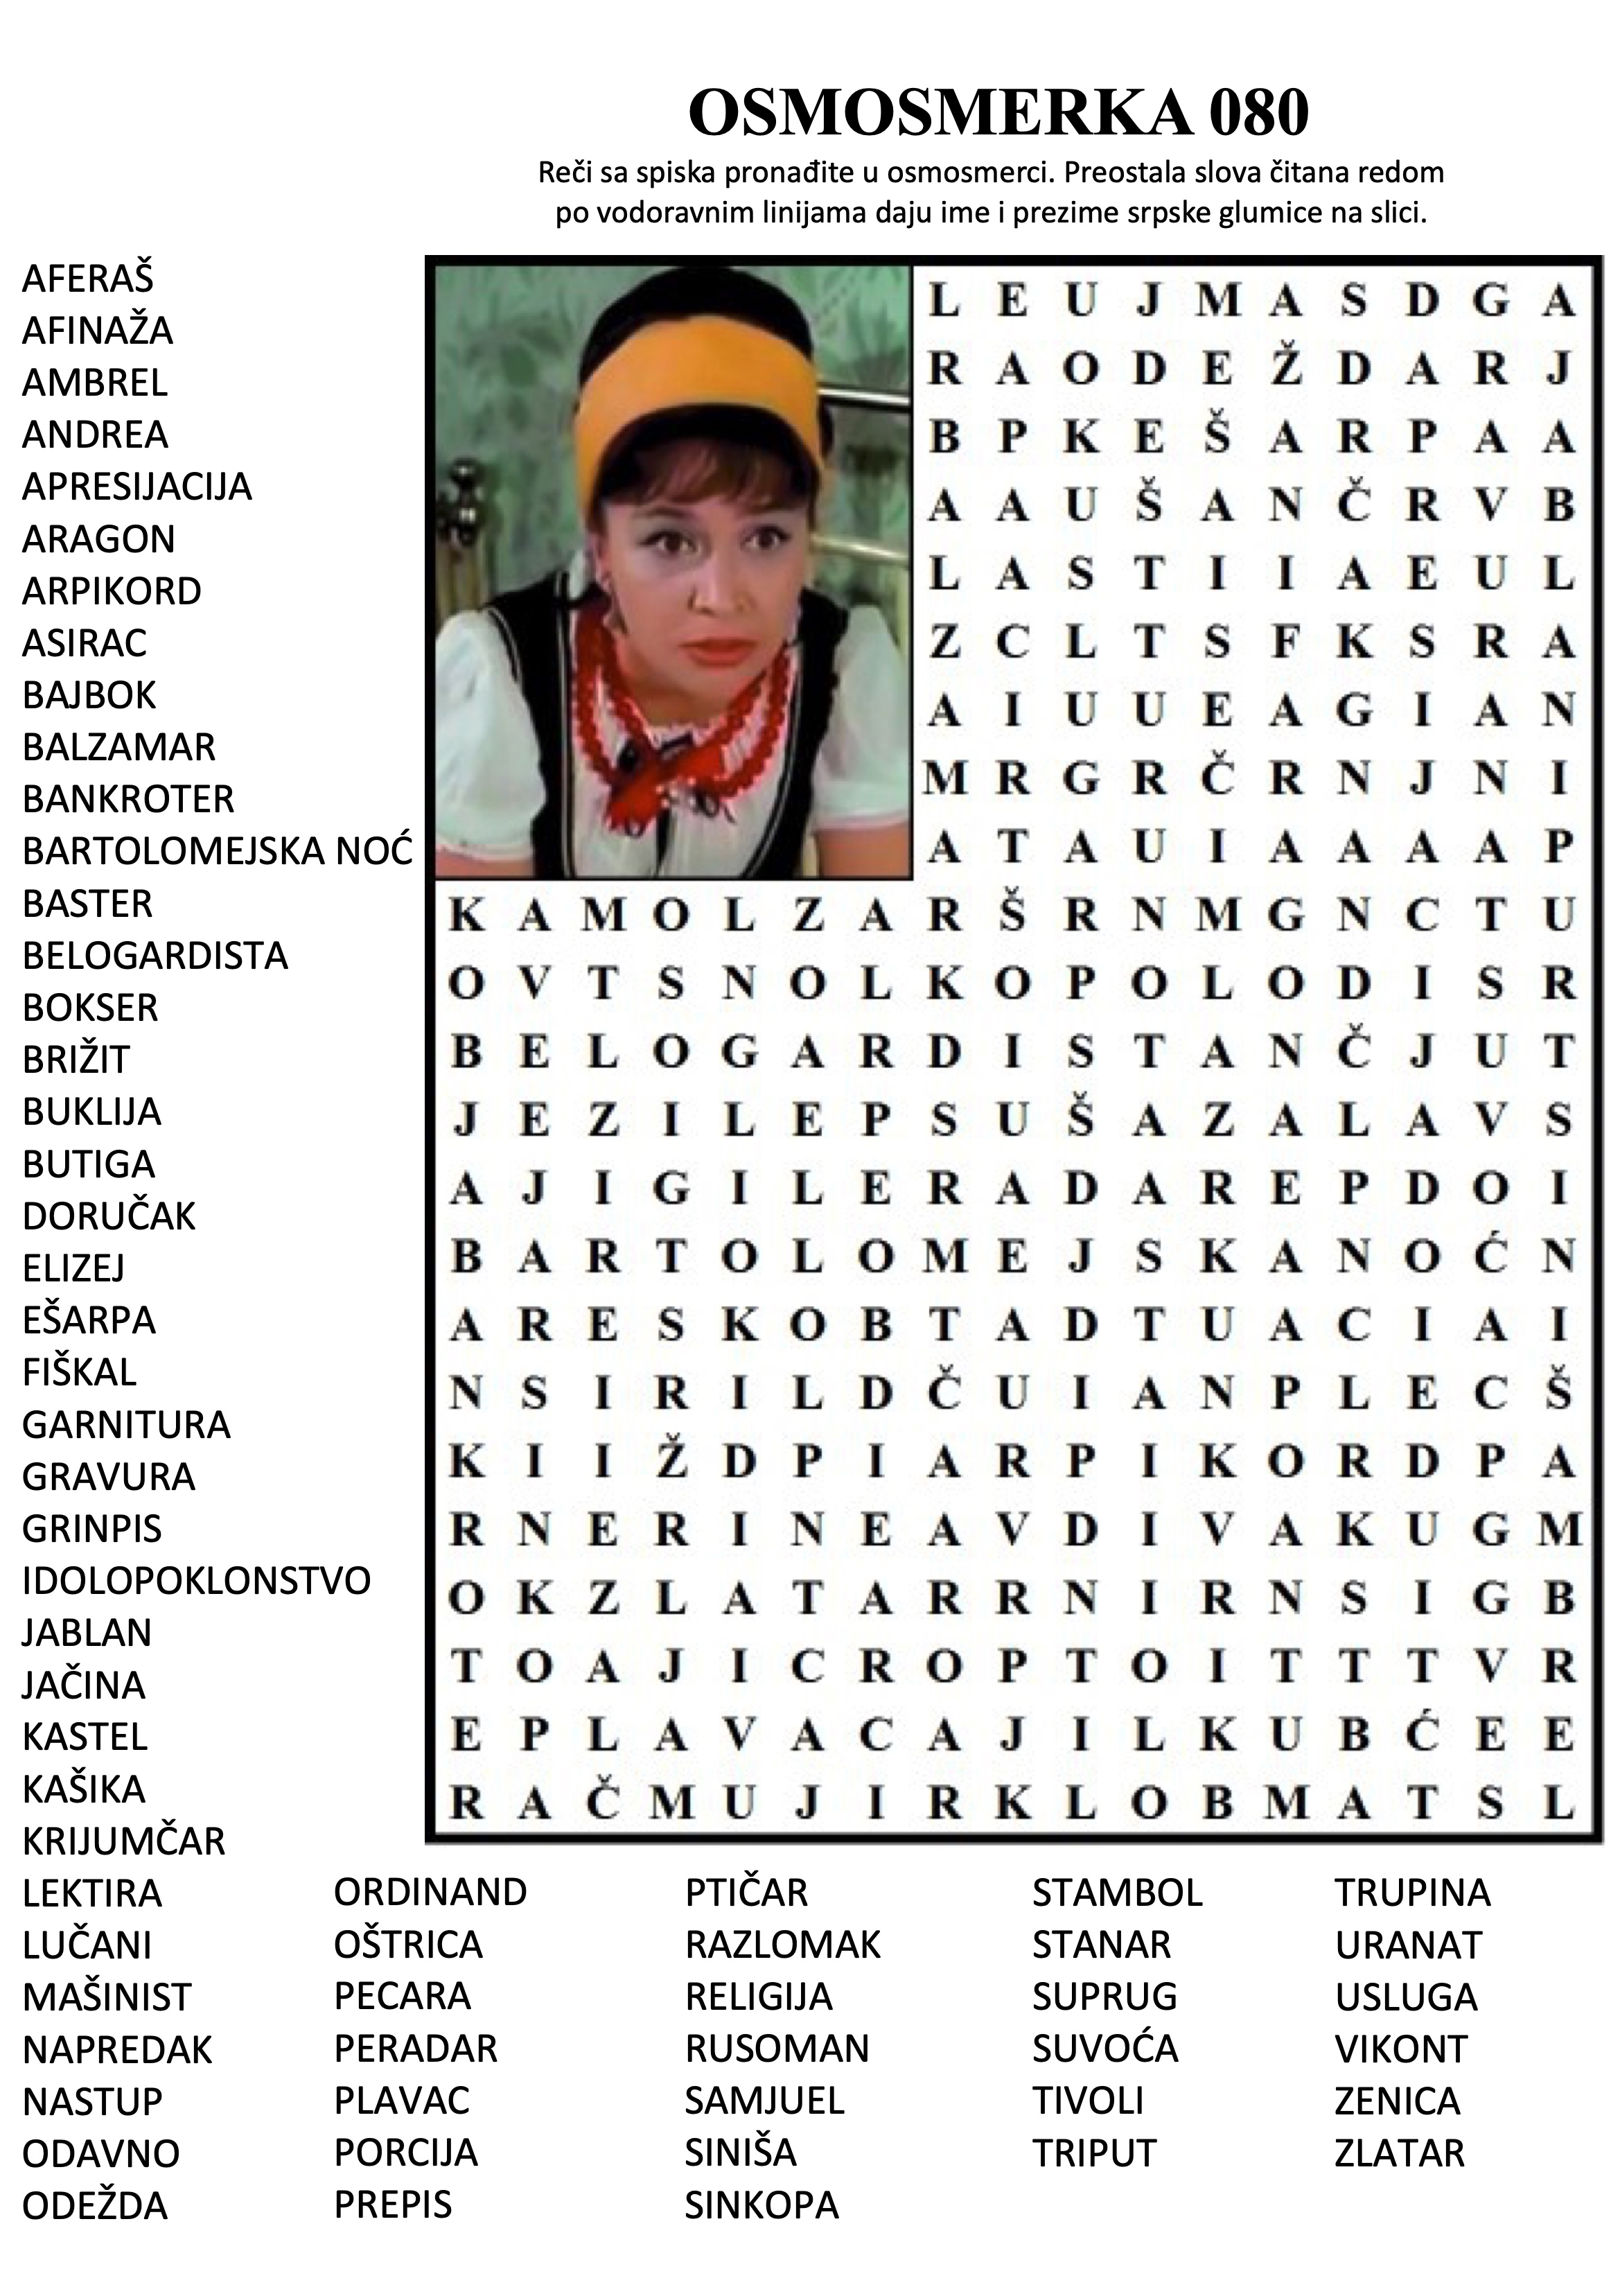 OSMOSMERKA 080
Reči sa spiska pronađite u osmosmerci. Preostala slova čitana redom
po vodoravnim linijama daju ime i prezime srpske glumice na slici.
AFERAŠ
AFINAŽA
AMBREL
ANDREA
APRESIJACIJA
ARAGON
ARPIKORD
ASIRAC
BAJBOK
BALZAMAR
BANKROTER
BARTOLOMEJSKA NOĆ
BASTER
BELOGARDISTA
BOKSER
BRIŽIT
BUKLIJA
BUTIGA
DORUČAK
ELIZEJ
EŠARPA
FIŠKAL
GARNITURA
GRAVURA
GRINPIS
IDOLOPOKLONSTVO
JABLAN
JAČINA
KASTEL
KAŠIKA
KRIJUMČAR
LEKTIRA
LUČANI
MAŠINIST
NAPREDAK
NASTUP
ODAVNO
ODEŽDA
L E U J M A S D G A
R A O D E Ž D A R J
B P K E Š A R P A A
A A U Š A N Č R V B
L A S T I I A E U L
Z C L T S F K S R A
A I U U E A G I A N
M R G R Č R N J N I
A T A U I A A A A P
K A M O L Z A R Š R N M G N C T U
O V T S N O L K O P O L O D I S R
B E L O G A R D I S T A N Č J U T
J E Z I L E P S U Š A Z A L A V S
A J I G I L E R A D A R E P D O I
B A R T O L O M E J S K A N O Ć N
A R E S K O B T A D T U A C I A I
N S I R I L D Č U I A N P L E C Š
K I I Ž D P I A R P I K O R D P A
R N E R I N E A V D I V A K U G M
O K Z L A T A R R N I R N S I G B
T O A J I C R O P T O I T T T V R
E P L A V A C A J I L K U B Ć E E
R A Č M U J I R K L O B M A T S L
ORDINAND
OŠTRICA
PECARA
PERADAR
PLAVAC
PORCIJA
PREPIS
PTIČAR
RAZLOMAK
RELIGIJA
RUSOMAN
SAMJUEL
SINIŠA
SINKOPA
STAMBOL
STANAR
SUPRUG
SUVOĆA
TIVOLI
TRIPUT
TRUPINA
URANAT
USLUGA
VIKONT
ZENICA
ZLATAR